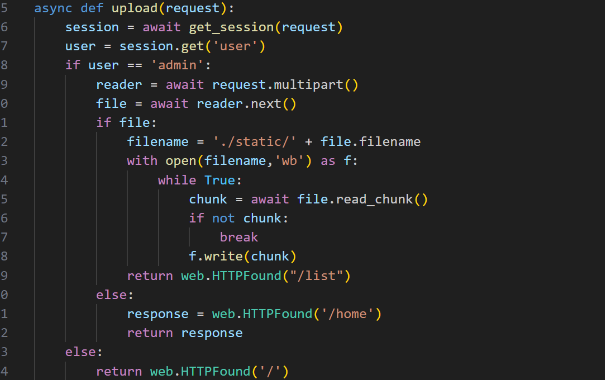 5 async def upload(request):
6     session = await get_session(request)
7     user = session.get('user')
8     if user == 'admin':
9         reader = await request.multipart()
0         file = await reader.next()
1         if file:
2             filename = './static/' + file.filename
3             with open(filename,'wb') as f:
4                 while True:
5                     chunk = await file.read_chunk()
6                     if not chunk:
7                         break
8                     f.write(chunk)
9             return web.HTTPFound("/list")
0         else:
1             response = web.HTTPFound('/home')
2             return response
3     else:
4         return web.HTTPFound('/')